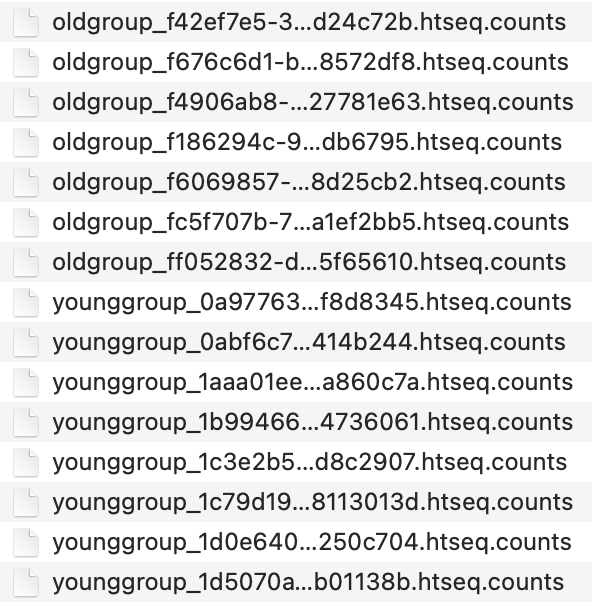 oldgroup_f42ef7e5-3...d24c72b.htseq.counts
oldgroup_f676c6d1-b...8572df8.htseq.counts
oldgroup_f4906ab8-...27781e63.htseq.counts
oldgroup_f186294c-9...db6795.htseq.counts
oldgroup_f6069857-...8d25cb2.htseq.counts
oldgroup_fc5f707b-7...a1ef2bb5.htseq.counts
oldgroup_ff052832-d...5f65610.htseq.counts
younggroup_0a97763...f8d8345.htseq.counts
younggroup_0abf6c7...414b244.htseq.counts
younggroup_1aaa01ee...a860c7a.htseq.counts
younggroup_1b99466...4736061.htseq.counts
younggroup_1c3e2b5...d8c2907.htseq.counts
younggroup_1c79d19...8113013d.htseq.counts
younggroup_1d0e640...250c704.htseq.counts
younggroup_1d5070a...b01138b.htseq.counts